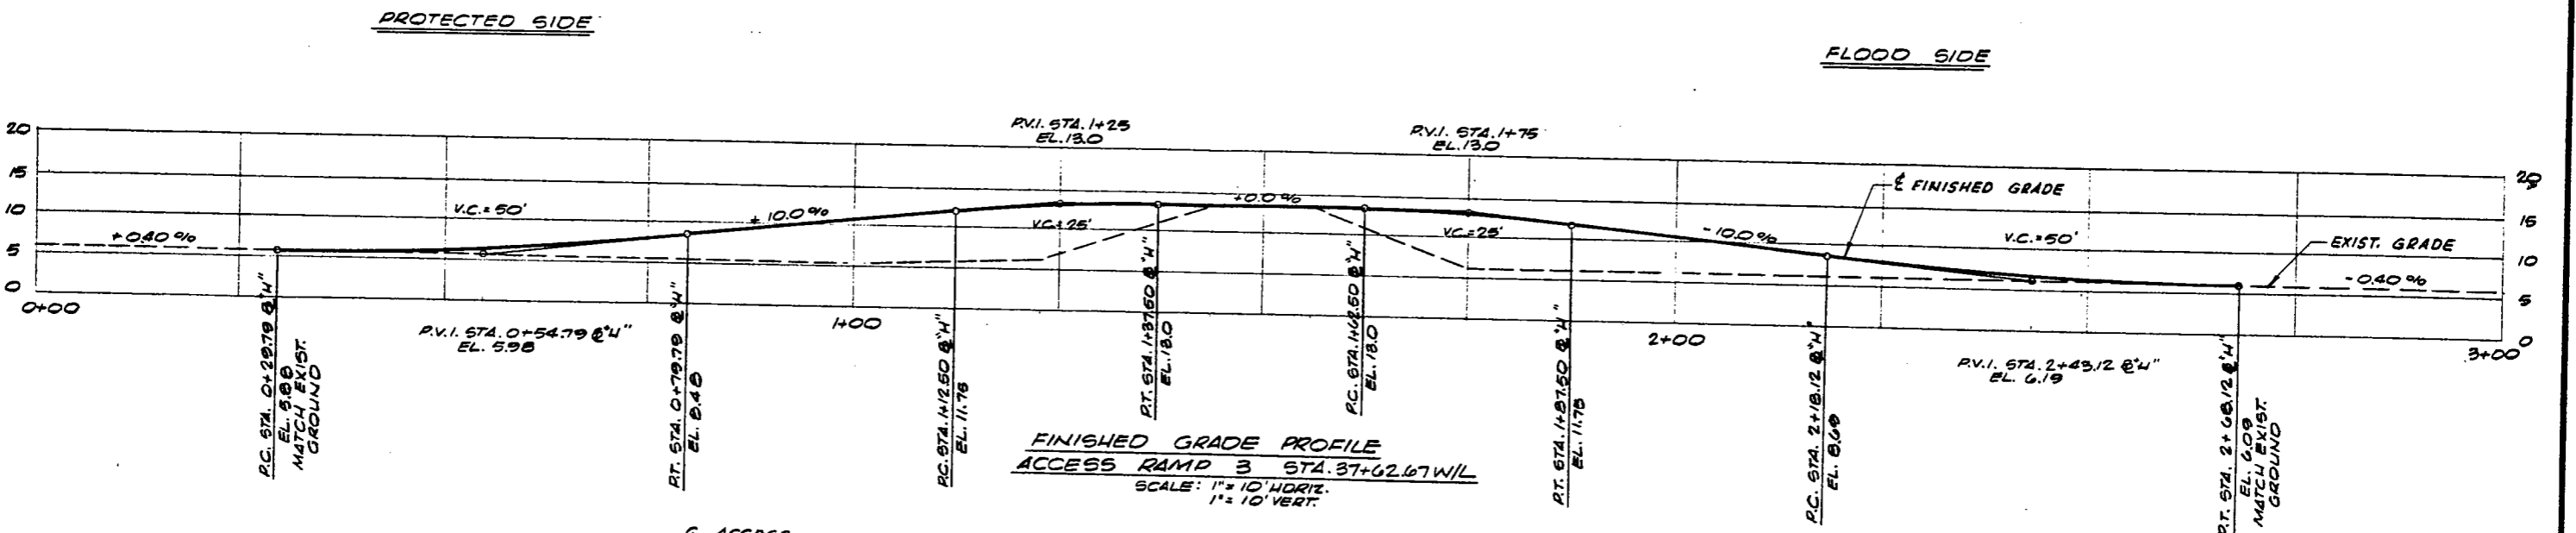 PROTECTED SIDE
FLOOD SIDE
P.V.I. STA. 1+25
EL. 13.0
P.V.I. STA. 1+75
EL. 13.0
20
15
10
5
0
20
15
10
5
0
+0.40 %
V.C. = 50'
+ 10.0 %
V.C. = 25'
+0.0 %
V.C. = 25'
- 10.0 %
℄ FINISHED GRADE
V.C. = 50'
EXIST. GRADE
- 0.40 %
0+00
1+00
2+00
3+00
P.V.I. STA. 0+54.79 ℄ "H"
EL. 5.98
P.V.I. STA. 2+43.12 ℄ "H"
EL. 6.19
P.C. STA. 0+29.79 ℄ "H"
EL. 5.88
MATCH EXIST.
GROUND
P.T. STA. 0+79.79 ℄ "H"
EL. 8.48
P.C. STA. 1+12.50 ℄ "H"
EL. 11.75
P.T. STA. 1+37.50 ℄ "H"
EL. 13.0
P.C. STA. 1+62.50 ℄ "H"
EL. 13.0
P.T. STA. 1+87.50 ℄ "H"
EL. 11.75
P.C. STA. 2+18.12 ℄ "H"
EL. 8.69
P.T. STA. 2+68.12 ℄ "H"
EL. 6.09
MATCH EXIST.
GROUND
FINISHED GRADE PROFILE
ACCESS RAMP 3 STA. 37+62.67 W/L
SCALE: 1" = 10' HORIZ.
1" = 10' VERT.